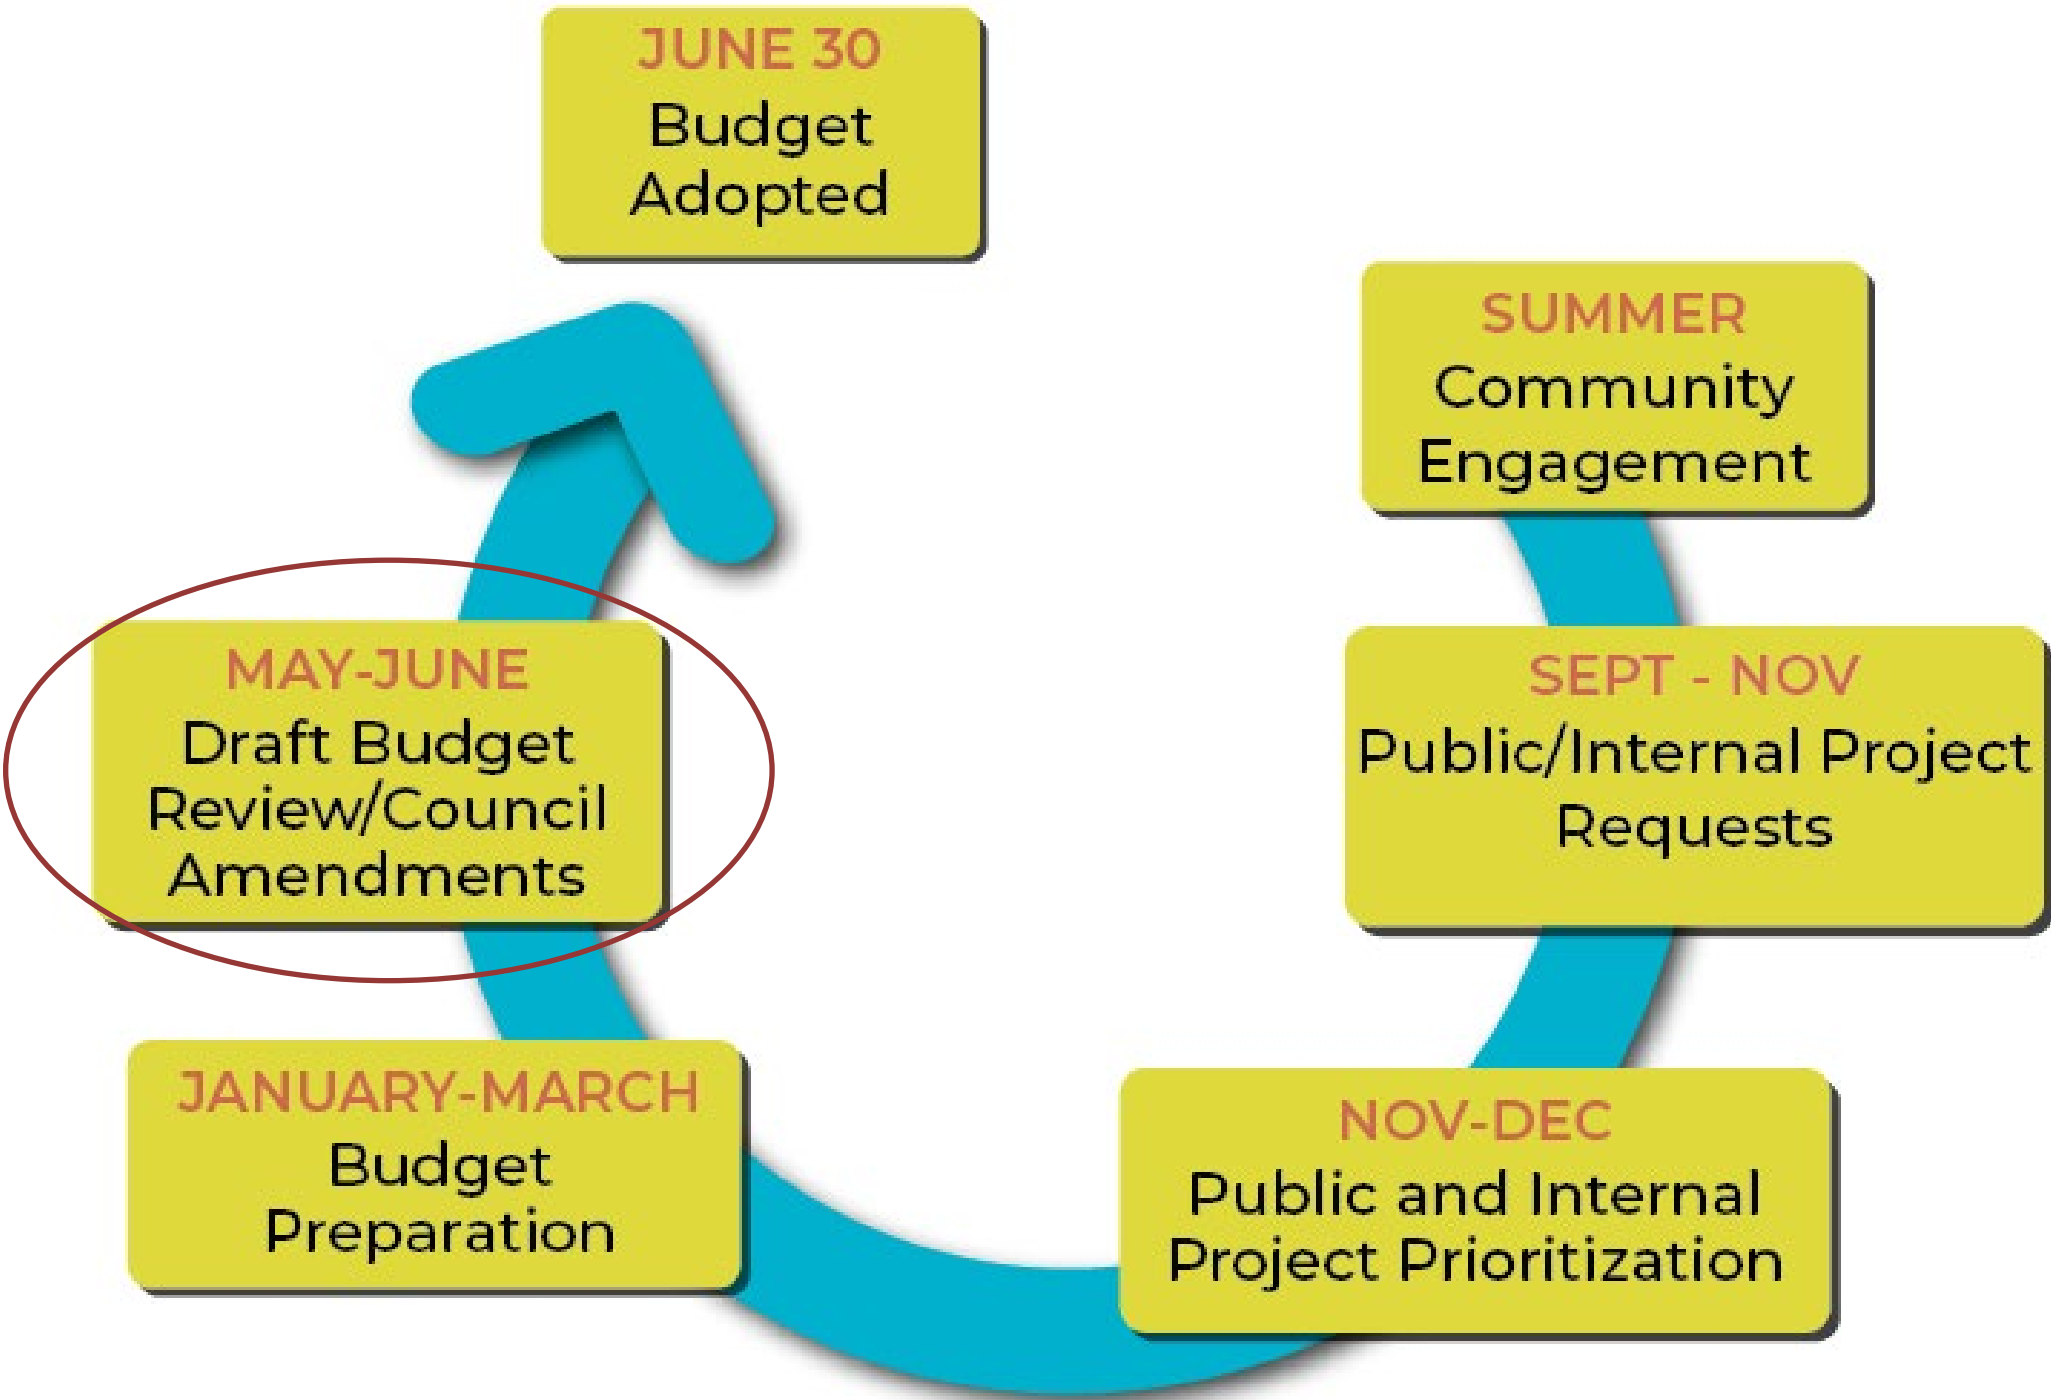 JUNE 30
Budget
Adopted
SUMMER
Community
Engagement
SEPT - NOV
Public/Internal Project
Requests
NOV-DEC
Public and Internal
Project Prioritization
JANUARY-MARCH
Budget
Preparation
MAY-JUNE
Draft Budget
Review/Council
Amendments